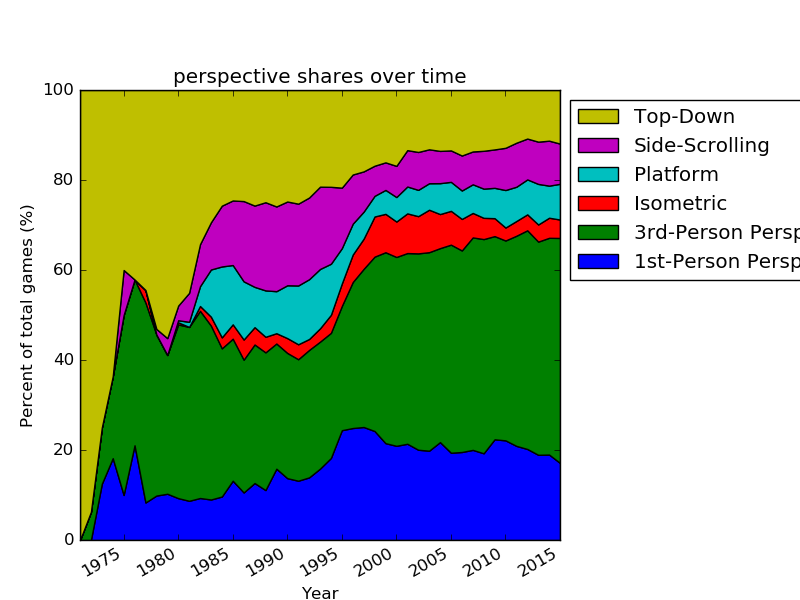 perspective shares over time
100
80
60
40
20
0
Percent of total games (%)
1975
1980
1985
1990
1995
2000
2005
2010
2015
Year
Top-Down
Side-Scrolling
Platform
Isometric
3rd-Person Persp
1st-Person Persp